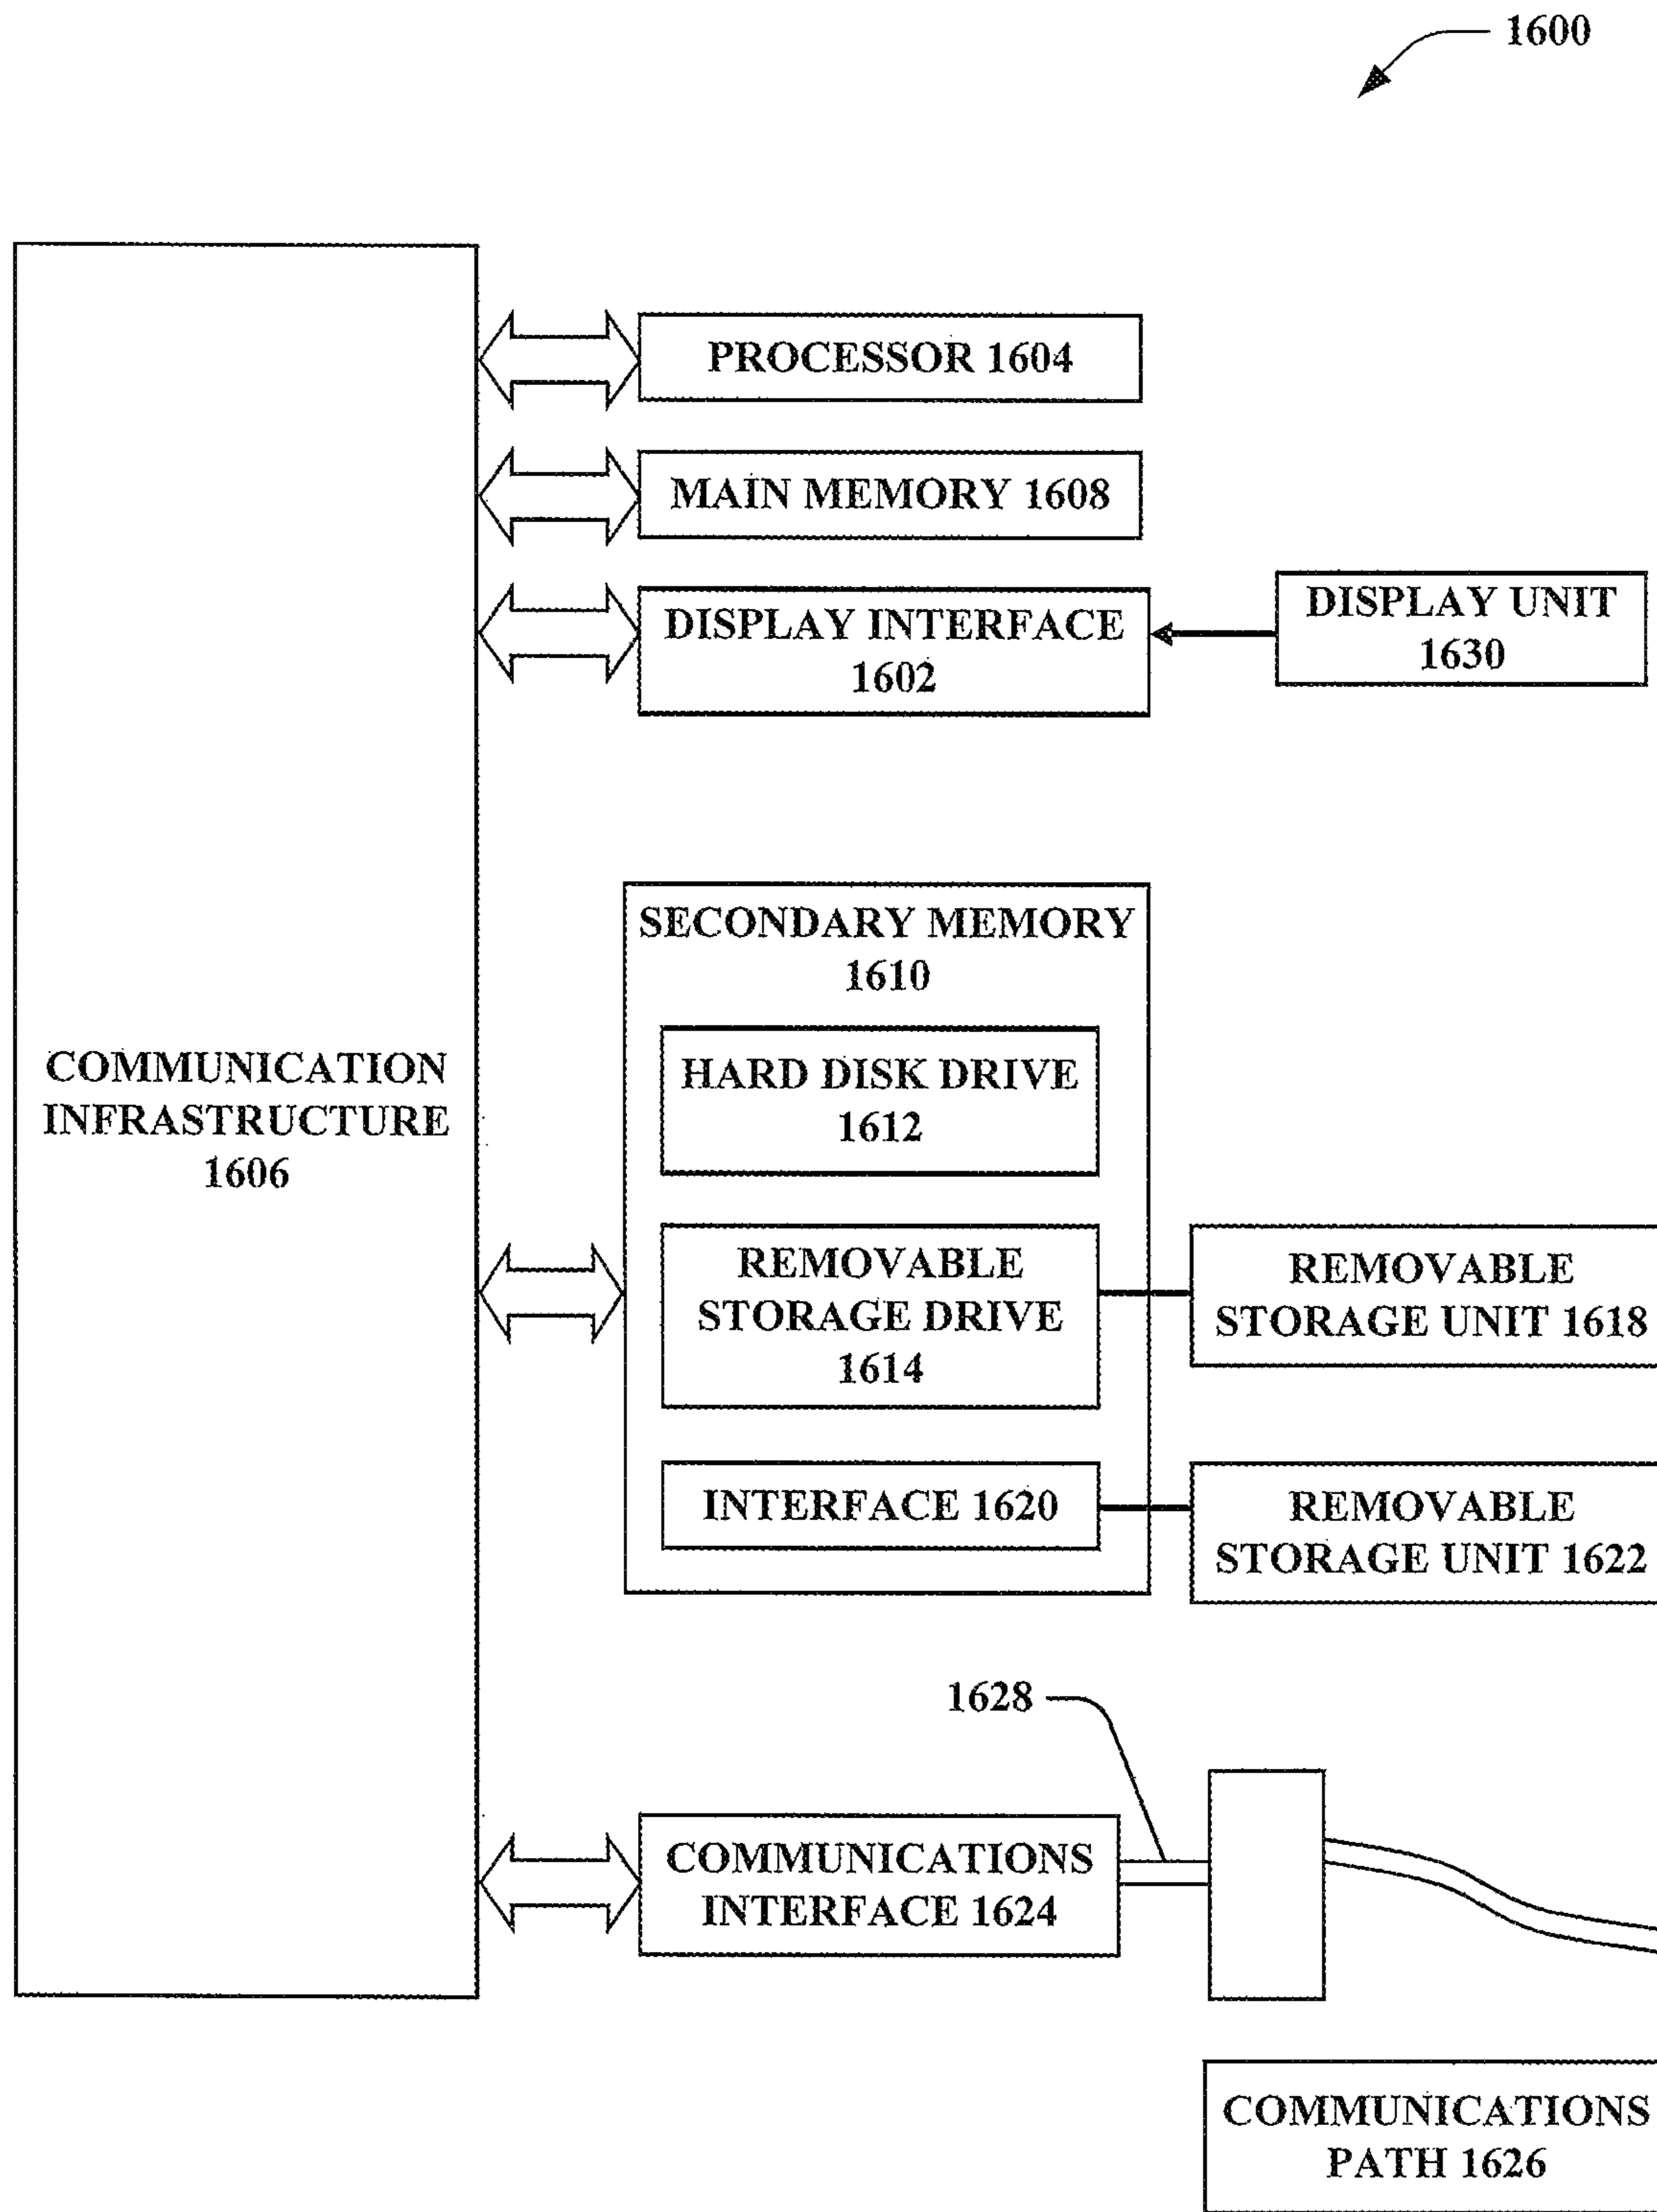 1600
PROCESSOR 1604
MAIN MEMORY 1608
DISPLAY INTERFACE
1602
DISPLAY UNIT
1630
COMMUNICATION
INFRASTRUCTURE
1606
SECONDARY MEMORY
1610
HARD DISK DRIVE
1612
REMOVABLE
STORAGE DRIVE
1614
REMOVABLE
STORAGE UNIT 1618
INTERFACE 1620
REMOVABLE
STORAGE UNIT 1622
1628
COMMUNICATIONS
INTERFACE 1624
COMMUNICATIONS
PATH 1626